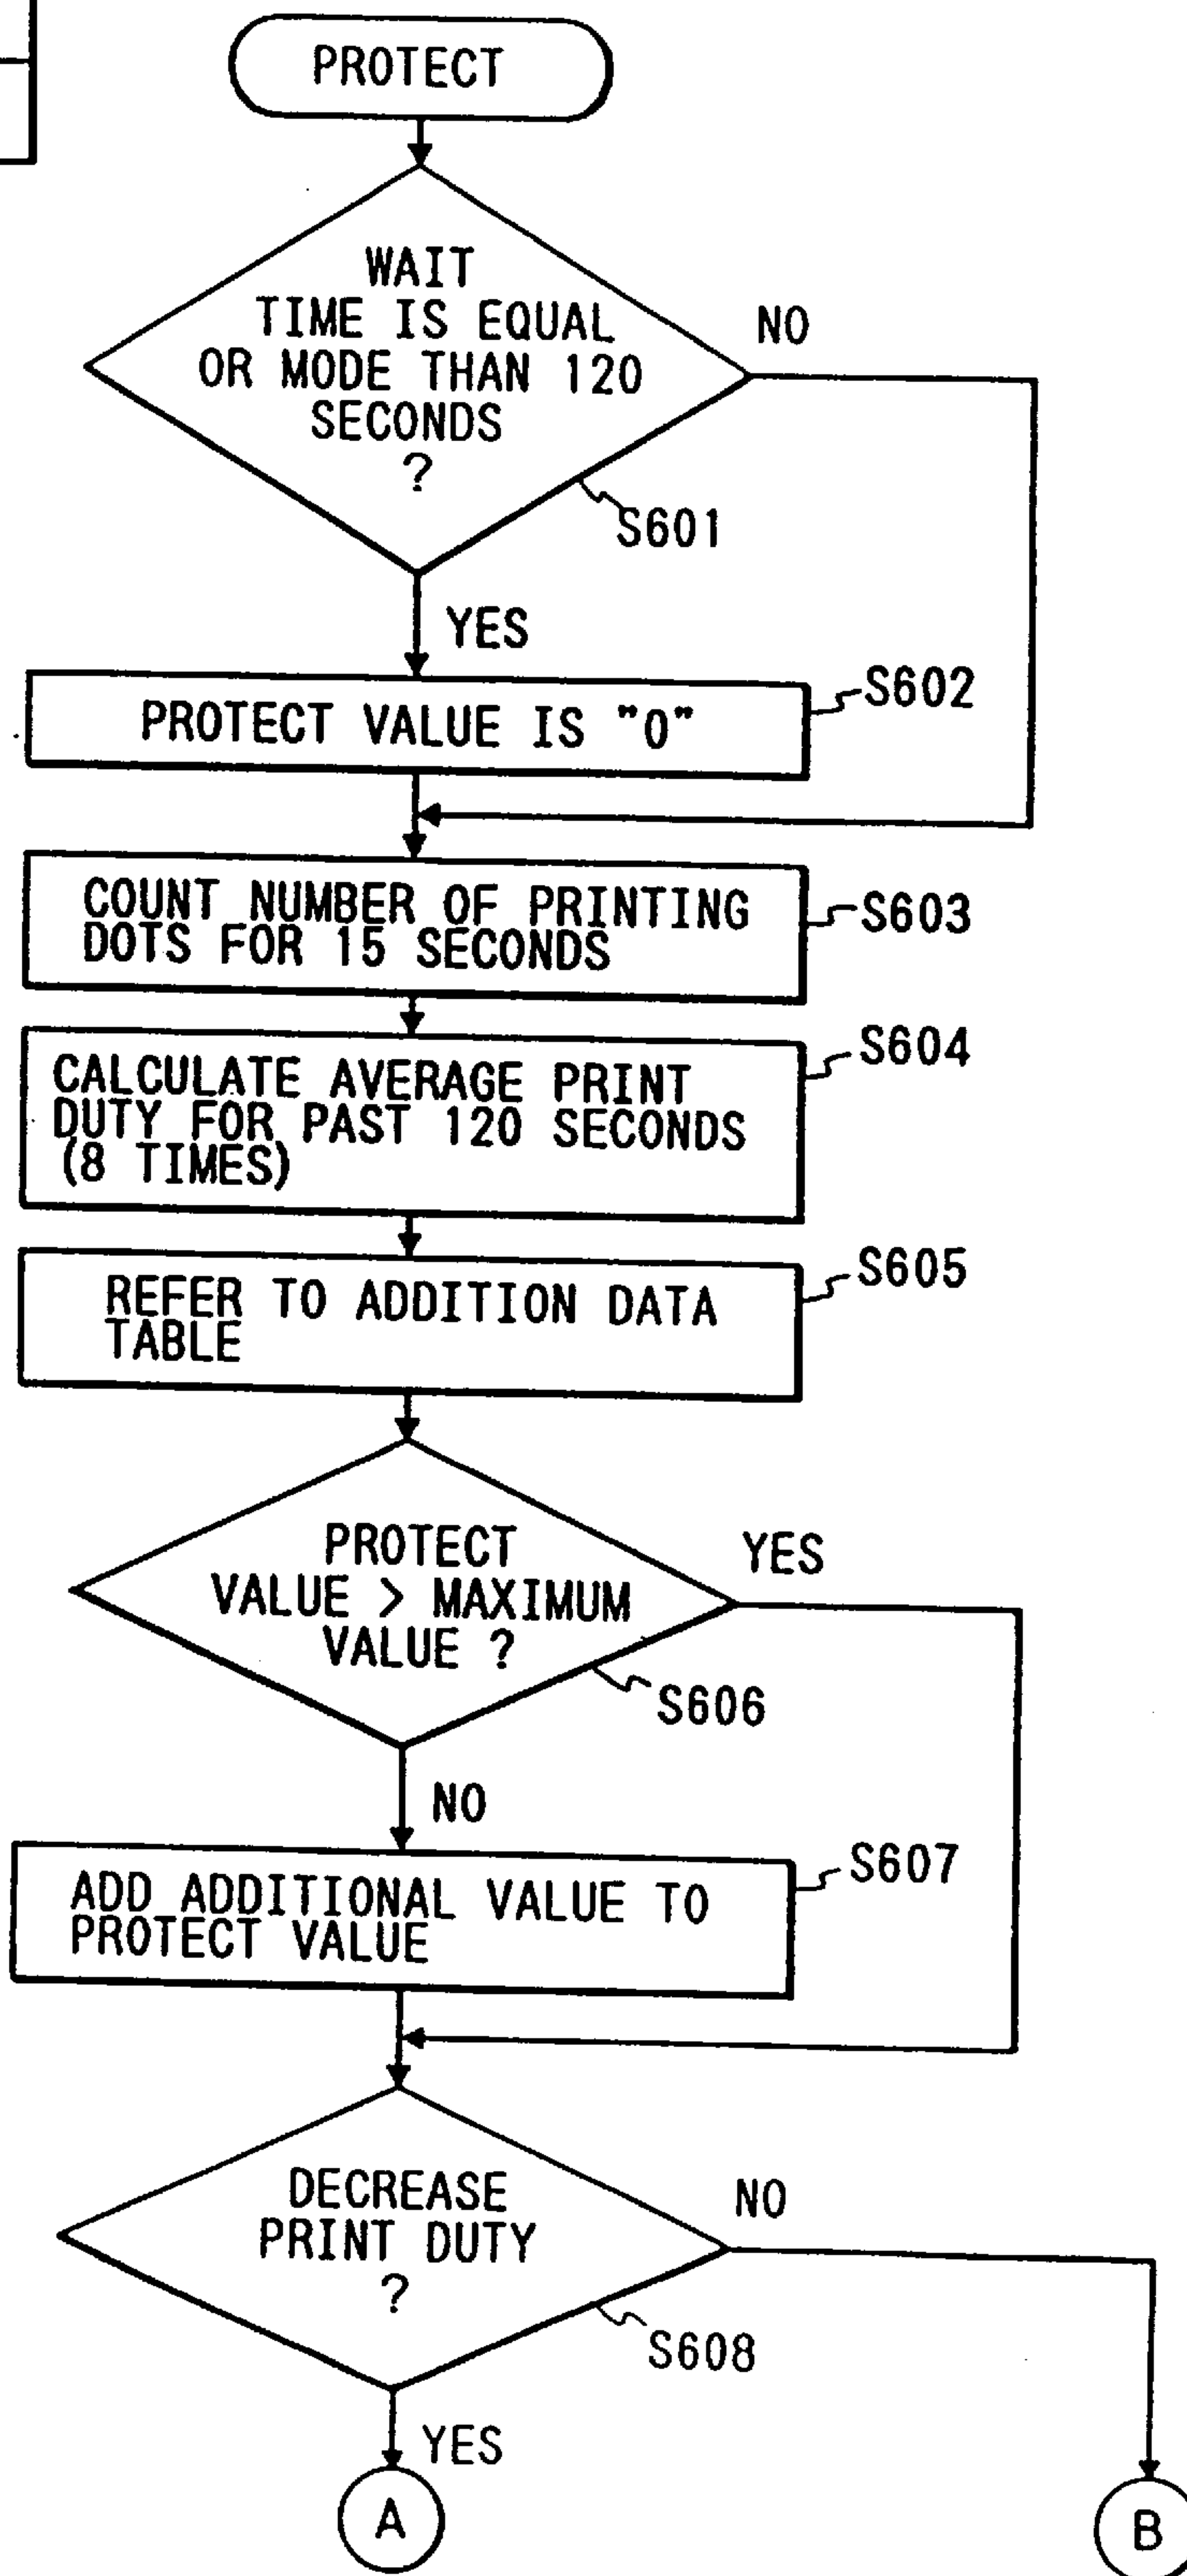 PROTECT
WAIT
TIME IS EQUAL
OR MODE THAN 120
SECONDS
?
NO
S601
YES
PROTECT VALUE IS "0"
S602
COUNT NUMBER OF PRINTING
DOTS FOR 15 SECONDS
S603
CALCULATE AVERAGE PRINT
DUTY FOR PAST 120 SECONDS
(8 TIMES)
S604
REFER TO ADDITION DATA
TABLE
S605
PROTECT
VALUE > MAXIMUM
VALUE ?
YES
S606
NO
ADD ADDITIONAL VALUE TO
PROTECT VALUE
S607
DECREASE
PRINT DUTY
?
NO
S608
YES
A
B